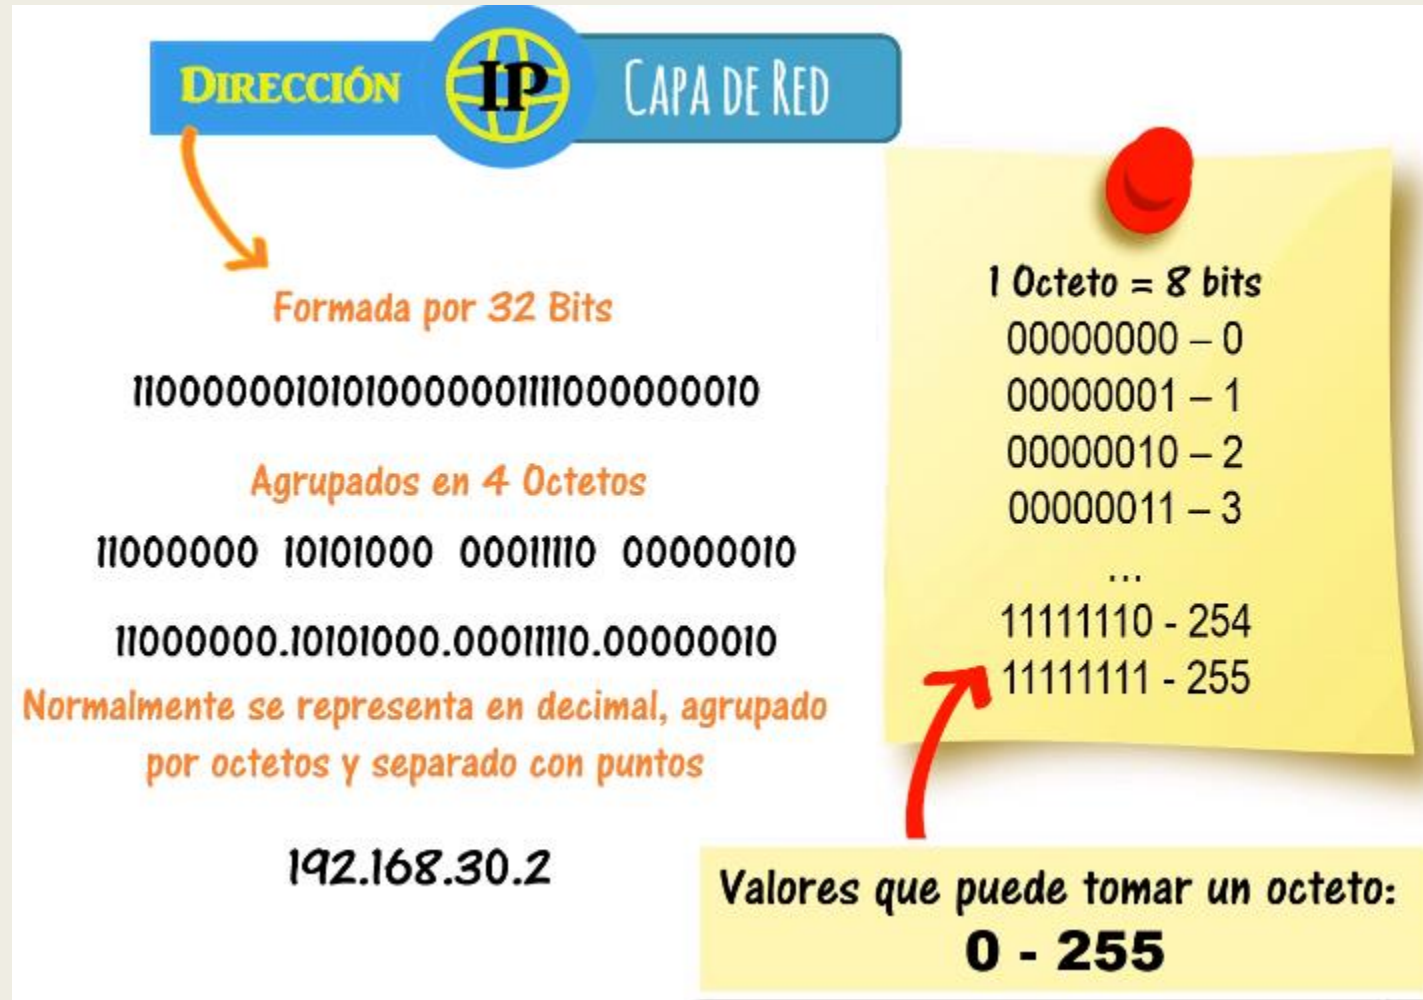 DIRECCIÓN IP CAPA DE RED
Formada por 32 Bits
11000000101010000001111000000010
Agrupados en 4 Octetos
11000000 10101000 00011110 00000010
11000000.10101000.00011110.00000010
Normalmente se representa en decimal, agrupado
por octetos y separado con puntos
192.168.30.2
1 Octeto = 8 bits
00000000 – 0
00000001 – 1
00000010 – 2
00000011 – 3
...
11111110 - 254
11111111 - 255
Valores que puede tomar un octeto:
0 - 255